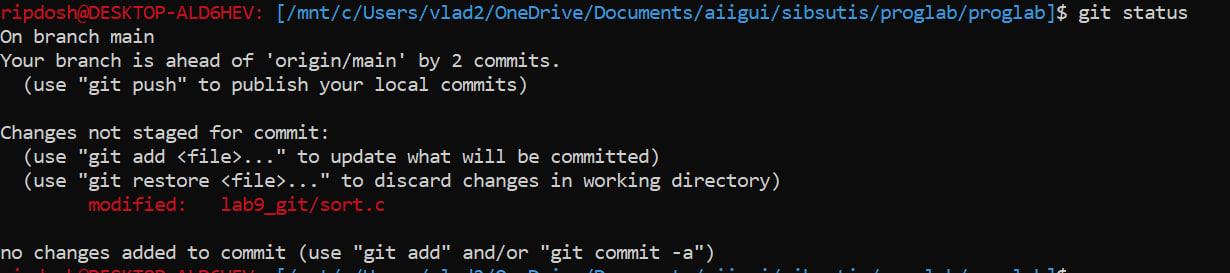 ripdosh@DESKTOP-ALD6HEV: [/mnt/c/Users/vlad2/OneDrive/Documents/aiigui/sibsutis/proglab/proglab]$ git status
On branch main
Your branch is ahead of 'origin/main' by 2 commits.
  (use "git push" to publish your local commits)

Changes not staged for commit:
  (use "git add <file>..." to update what will be committed)
  (use "git restore <file>..." to discard changes in working directory)
        modified:   lab9_git/sort.c

no changes added to commit (use "git add" and/or "git commit -a")